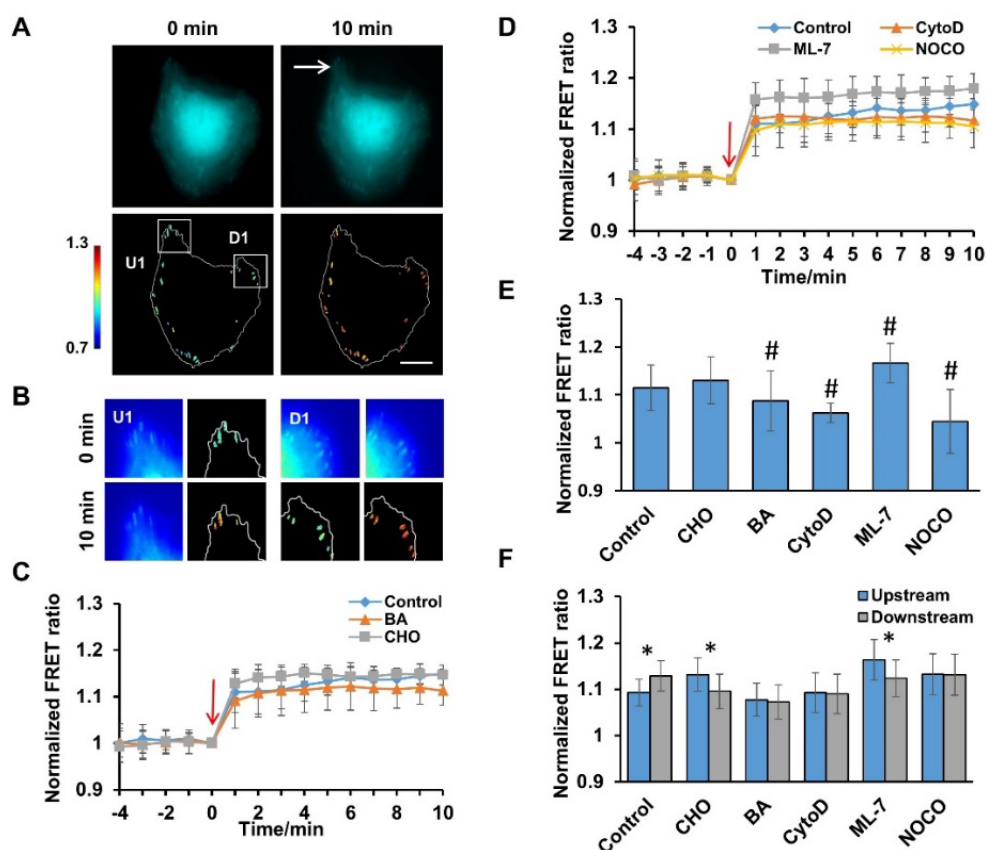 A
0 min
10 min
U1
D1
1.3
0.7
B
U1
D1
0 min
10 min
C
Normalized FRET ratio
1.3
1.2
1.1
1
0.9
Control
BA
CHO
-4
-2
0
2
4
6
8
10
Time/min
D
Normalized FRET ratio
1.3
1.2
1.1
1
0.9
Control
CytoD
ML-7
NOCO
-4 -3 -2 -1 0 1 2 3 4 5 6 7 8 9 10
Time/min
E
Normalized FRET ratio
1.3
1.2
1.1
1
0.9
#
#
#
#
Control
CHO
BA
CytoD
ML-7
NOCO
F
Normalized FRET ratio
1.3
1.2
1.1
1
0.9
Upstream
Downstream
*
*
*
Control
CHO
BA
CytoD
ML-7
NOCO